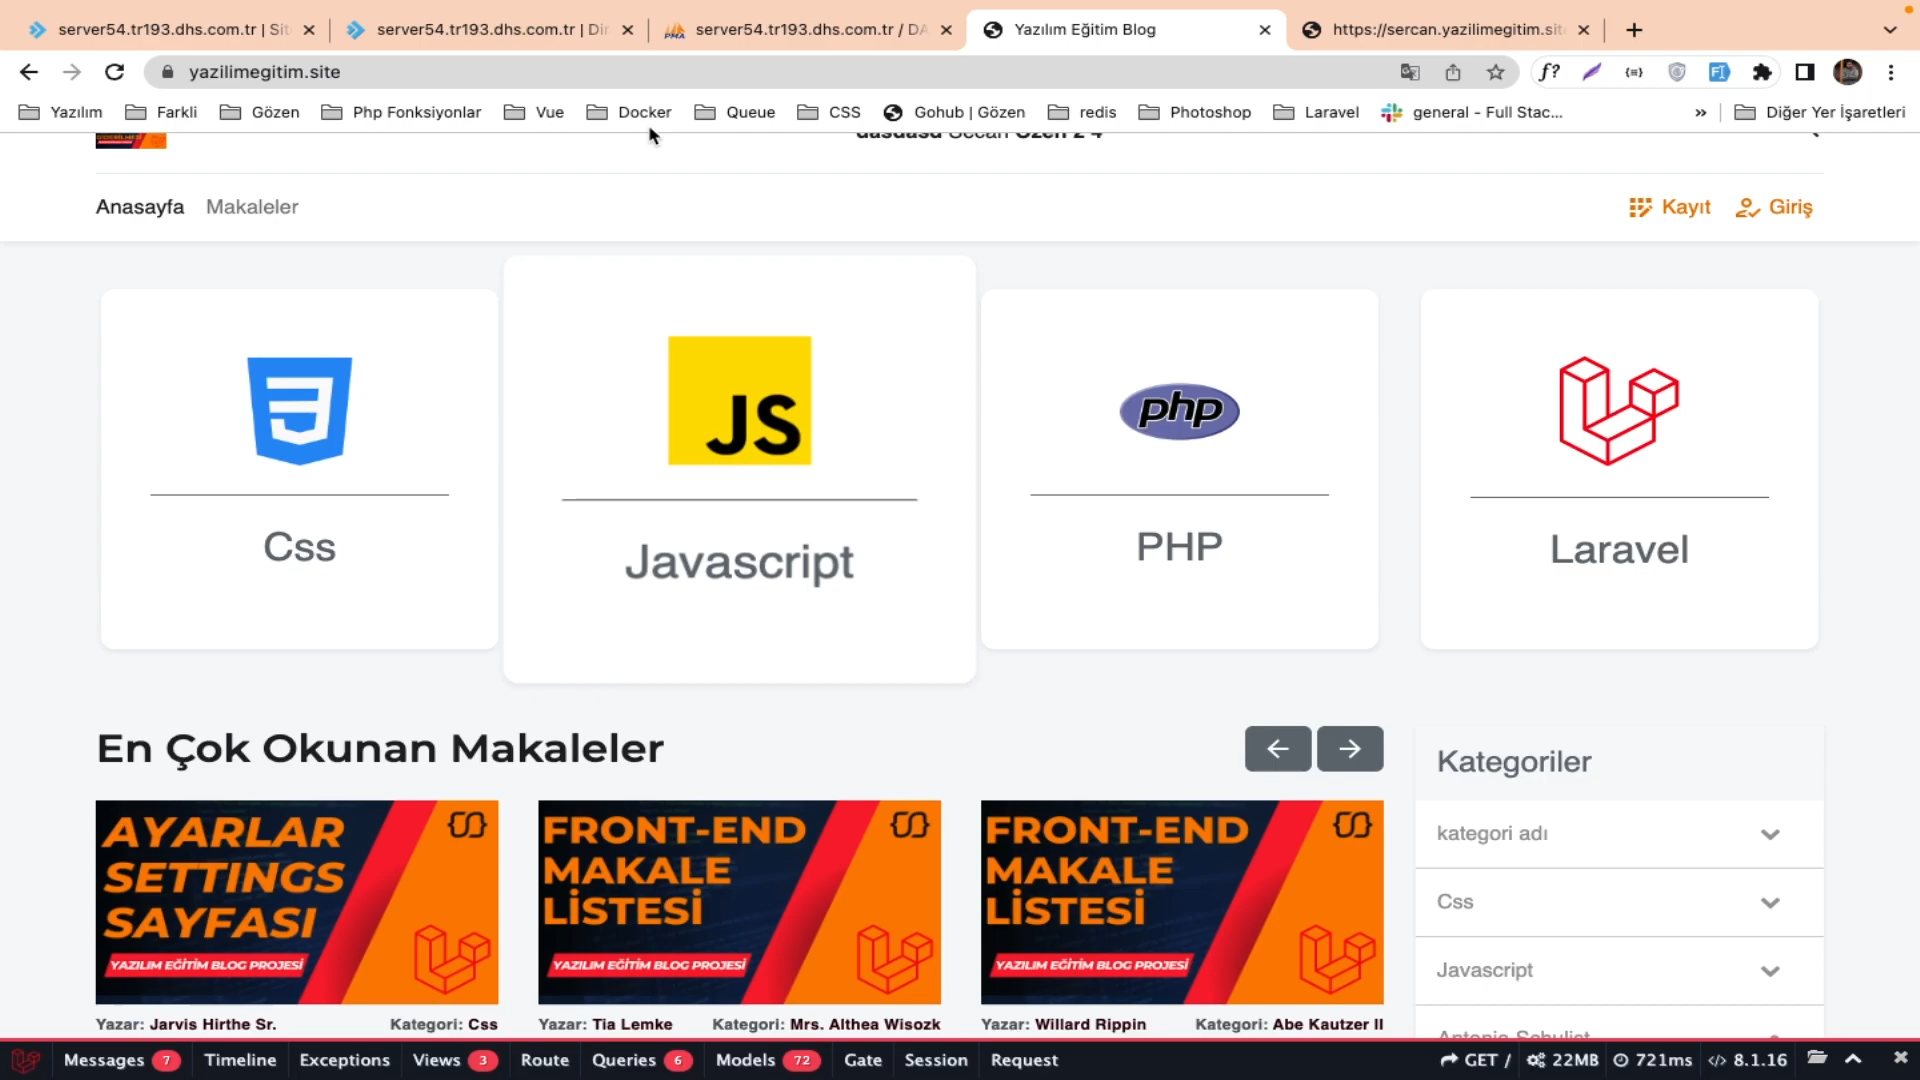 server54.tr193.dhs.com.tr | Sit
server54.tr193.dhs.com.tr | Dir
PMA
server54.tr193.dhs.com.tr / DA
Yazılım Eğitim Blog
https://sercan.yazilimegitim.site
yazilimegitim.site
f?
{=}
Yazılım
Farkli
Gözen
Php Fonksiyonlar
Vue
Docker
Queue
CSS
Gohub | Gözen
redis
Photoshop
Laravel
general - Full Stac...
»
Diğer Yer İşaretleri
Anasayfa
Makaleler
Kayıt
Giriş
JS
php
Css
Javascript
PHP
Laravel
En Çok Okunan Makaleler
AYARLAR
SETTINGS
SAYFASI
YAZILIM EĞİTİM BLOG PROJESİ
Yazar: Jarvis Hirthe Sr.
Kategori: Css
FRONT-END
MAKALE
LİSTESİ
YAZILIM EĞİTİM BLOG PROJESİ
Yazar: Tia Lemke
Kategori: Mrs. Althea Wisozk
FRONT-END
MAKALE
LİSTESİ
YAZILIM EĞİTİM BLOG PROJESİ
Yazar: Willard Rippin
Kategori: Abe Kautzer II
Kategoriler
kategori adı
Css
Javascript
Messages 7
Timeline
Exceptions
Views 3
Route
Queries 6
Models 72
Gate
Session
Request
GET /
22MB
721ms
8.1.16